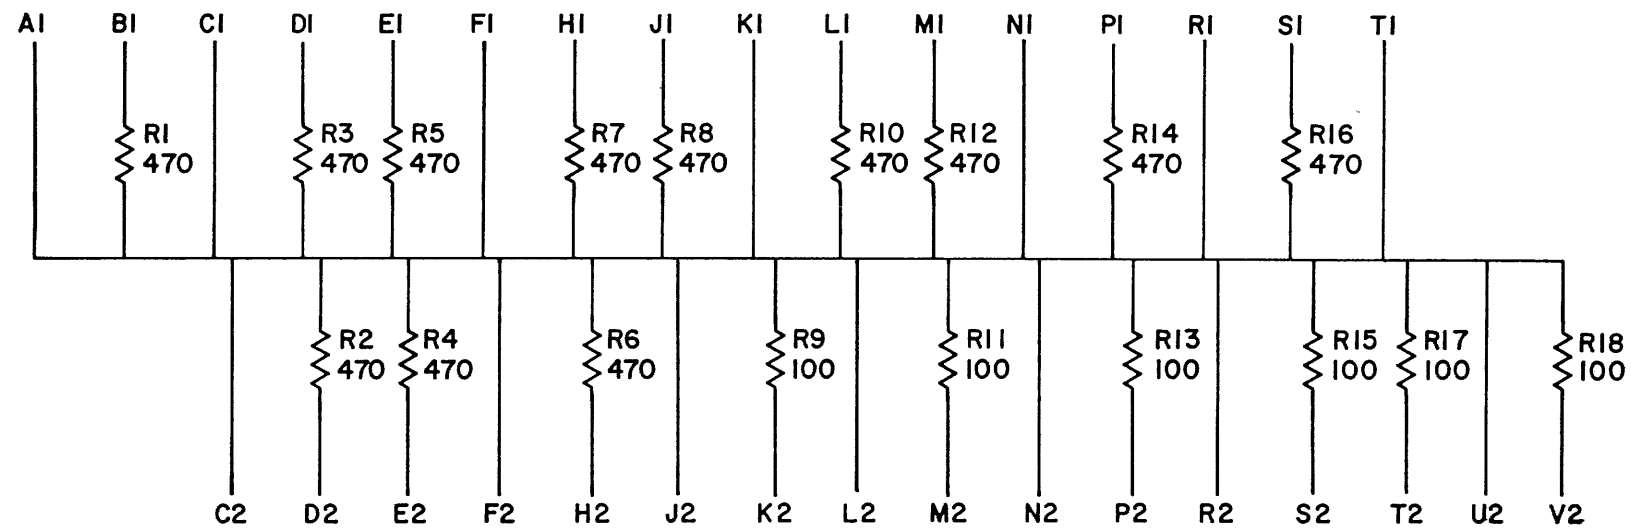 A1 B1 C1 D1 E1 F1 H1 J1 K1 L1 M1 N1 P1 R1 S1 T1
R1 R3 R5 R7 R8 R10 R12 R14 R16
470 470 470 470 470 470 470 470 470
R2 R4 R6 R9 R11 R13 R15 R17 R18
470 470 470 100 100 100 100 100 100
C2 D2 E2 F2 H2 J2 K2 L2 M2 N2 P2 R2 S2 T2 U2 V2